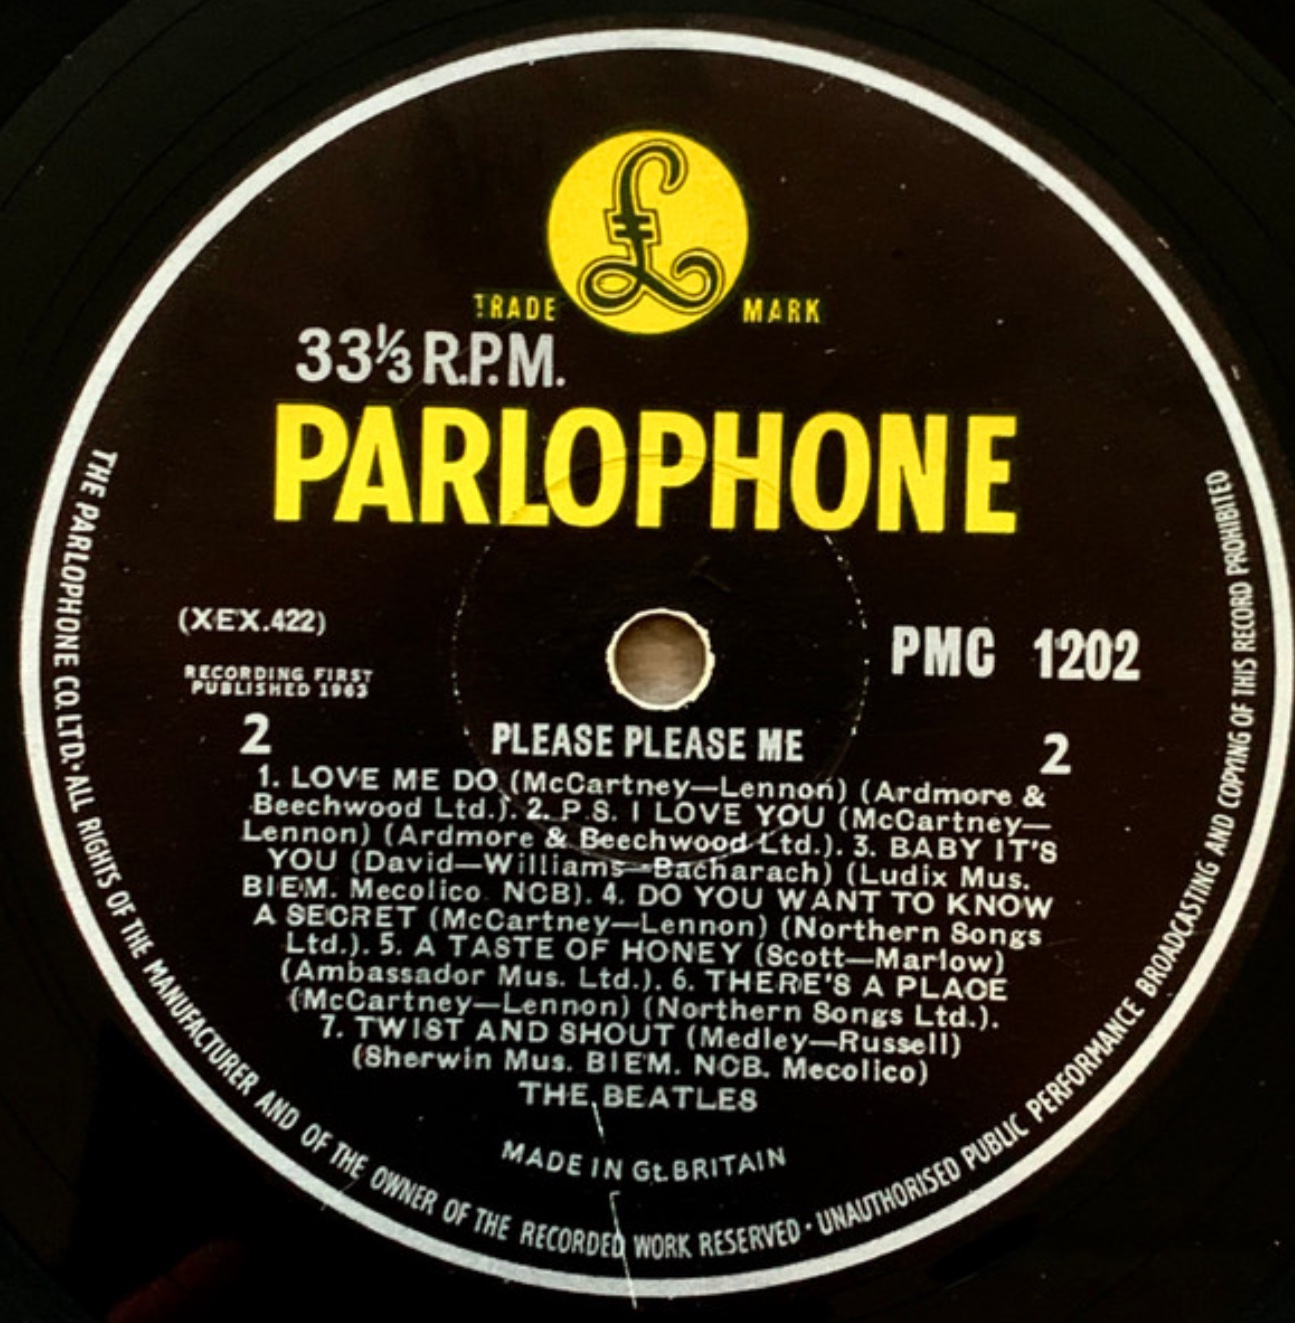 £
TRADE MARK
33⅓ R.P.M.
PARLOPHONE
(XEX.422)
PMC 1202
RECORDING FIRST
PUBLISHED 1963
2 2
PLEASE PLEASE ME
1. LOVE ME DO (McCartney—Lennon) (Ardmore &
Beechwood Ltd.). 2. P.S. I LOVE YOU (McCartney—
Lennon) (Ardmore & Beechwood Ltd.). 3. BABY IT'S
YOU (David—Williams—Bacharach) (Ludix Mus.
BIEM. Mecolico NCB). 4. DO YOU WANT TO KNOW
A SECRET (McCartney—Lennon) (Northern Songs
Ltd.). 5. A TASTE OF HONEY (Scott—Marlow)
(Ambassador Mus. Ltd.). 6. THERE'S A PLACE
(McCartney—Lennon) (Northern Songs Ltd.).
7. TWIST AND SHOUT (Medley—Russell)
(Sherwin Mus. BIEM. NCB. Mecolico)
THE BEATLES
MADE IN Gt. BRITAIN
THE PARLOPHONE CO. LTD. · ALL RIGHTS OF THE MANUFACTURER AND OF THE OWNER OF THE RECORDED WORK RESERVED · UNAUTHORISED PUBLIC PERFORMANCE BROADCASTING AND COPYING OF THIS RECORD PROHIBITED